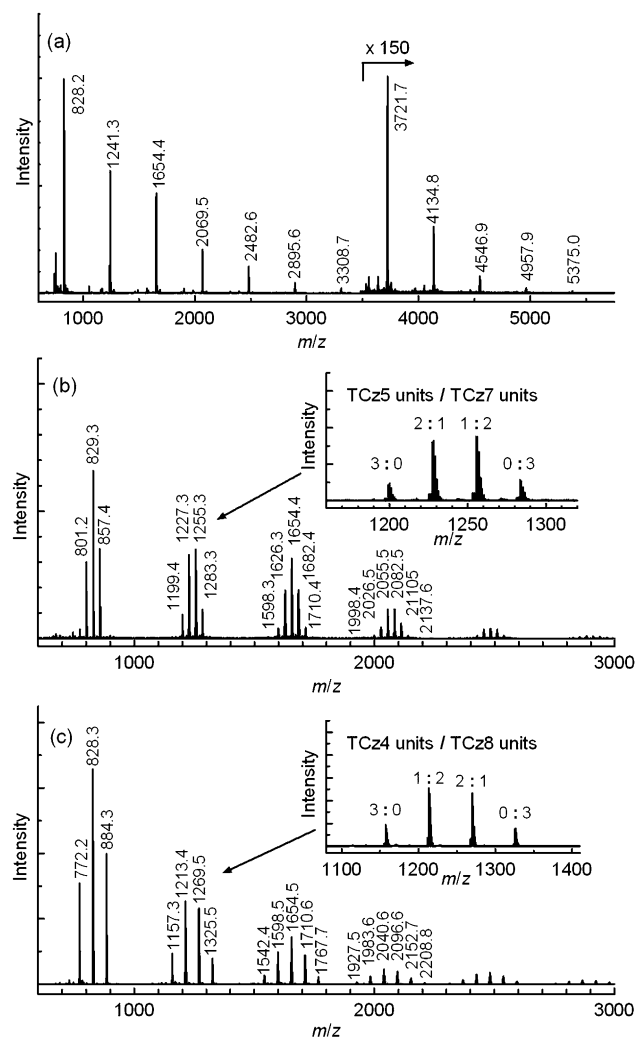 (a)
x 150
828.2
1241.3
1654.4
2069.5
2482.6
2895.6
3308.7
3721.7
4134.8
4546.9
4957.9
5375.0
Intensity
1000 2000 3000 4000 5000
m/z
(b)
TCz5 units / TCz7 units
3 : 0
2 : 1
1 : 2
0 : 3
Intensity
1200 1250 1300
m/z
801.2
829.3
857.4
1199.4
1227.3
1255.3
1283.3
1598.3
1626.3
1654.4
1682.4
1710.4
1998.4
2026.5
2055.5
2082.5
21105
2137.6
Intensity
1000 2000 3000
m/z
(c)
TCz4 units / TCz8 units
3 : 0
1 : 2
2 : 1
0 : 3
Intensity
1100 1200 1300 1400
m/z
772.2
828.3
884.3
1157.3
1213.4
1269.5
1325.5
1542.4
1598.5
1654.5
1710.6
1767.7
1927.5
1983.6
2040.6
2096.6
2152.7
2208.8
Intensity
1000 2000 3000
m/z